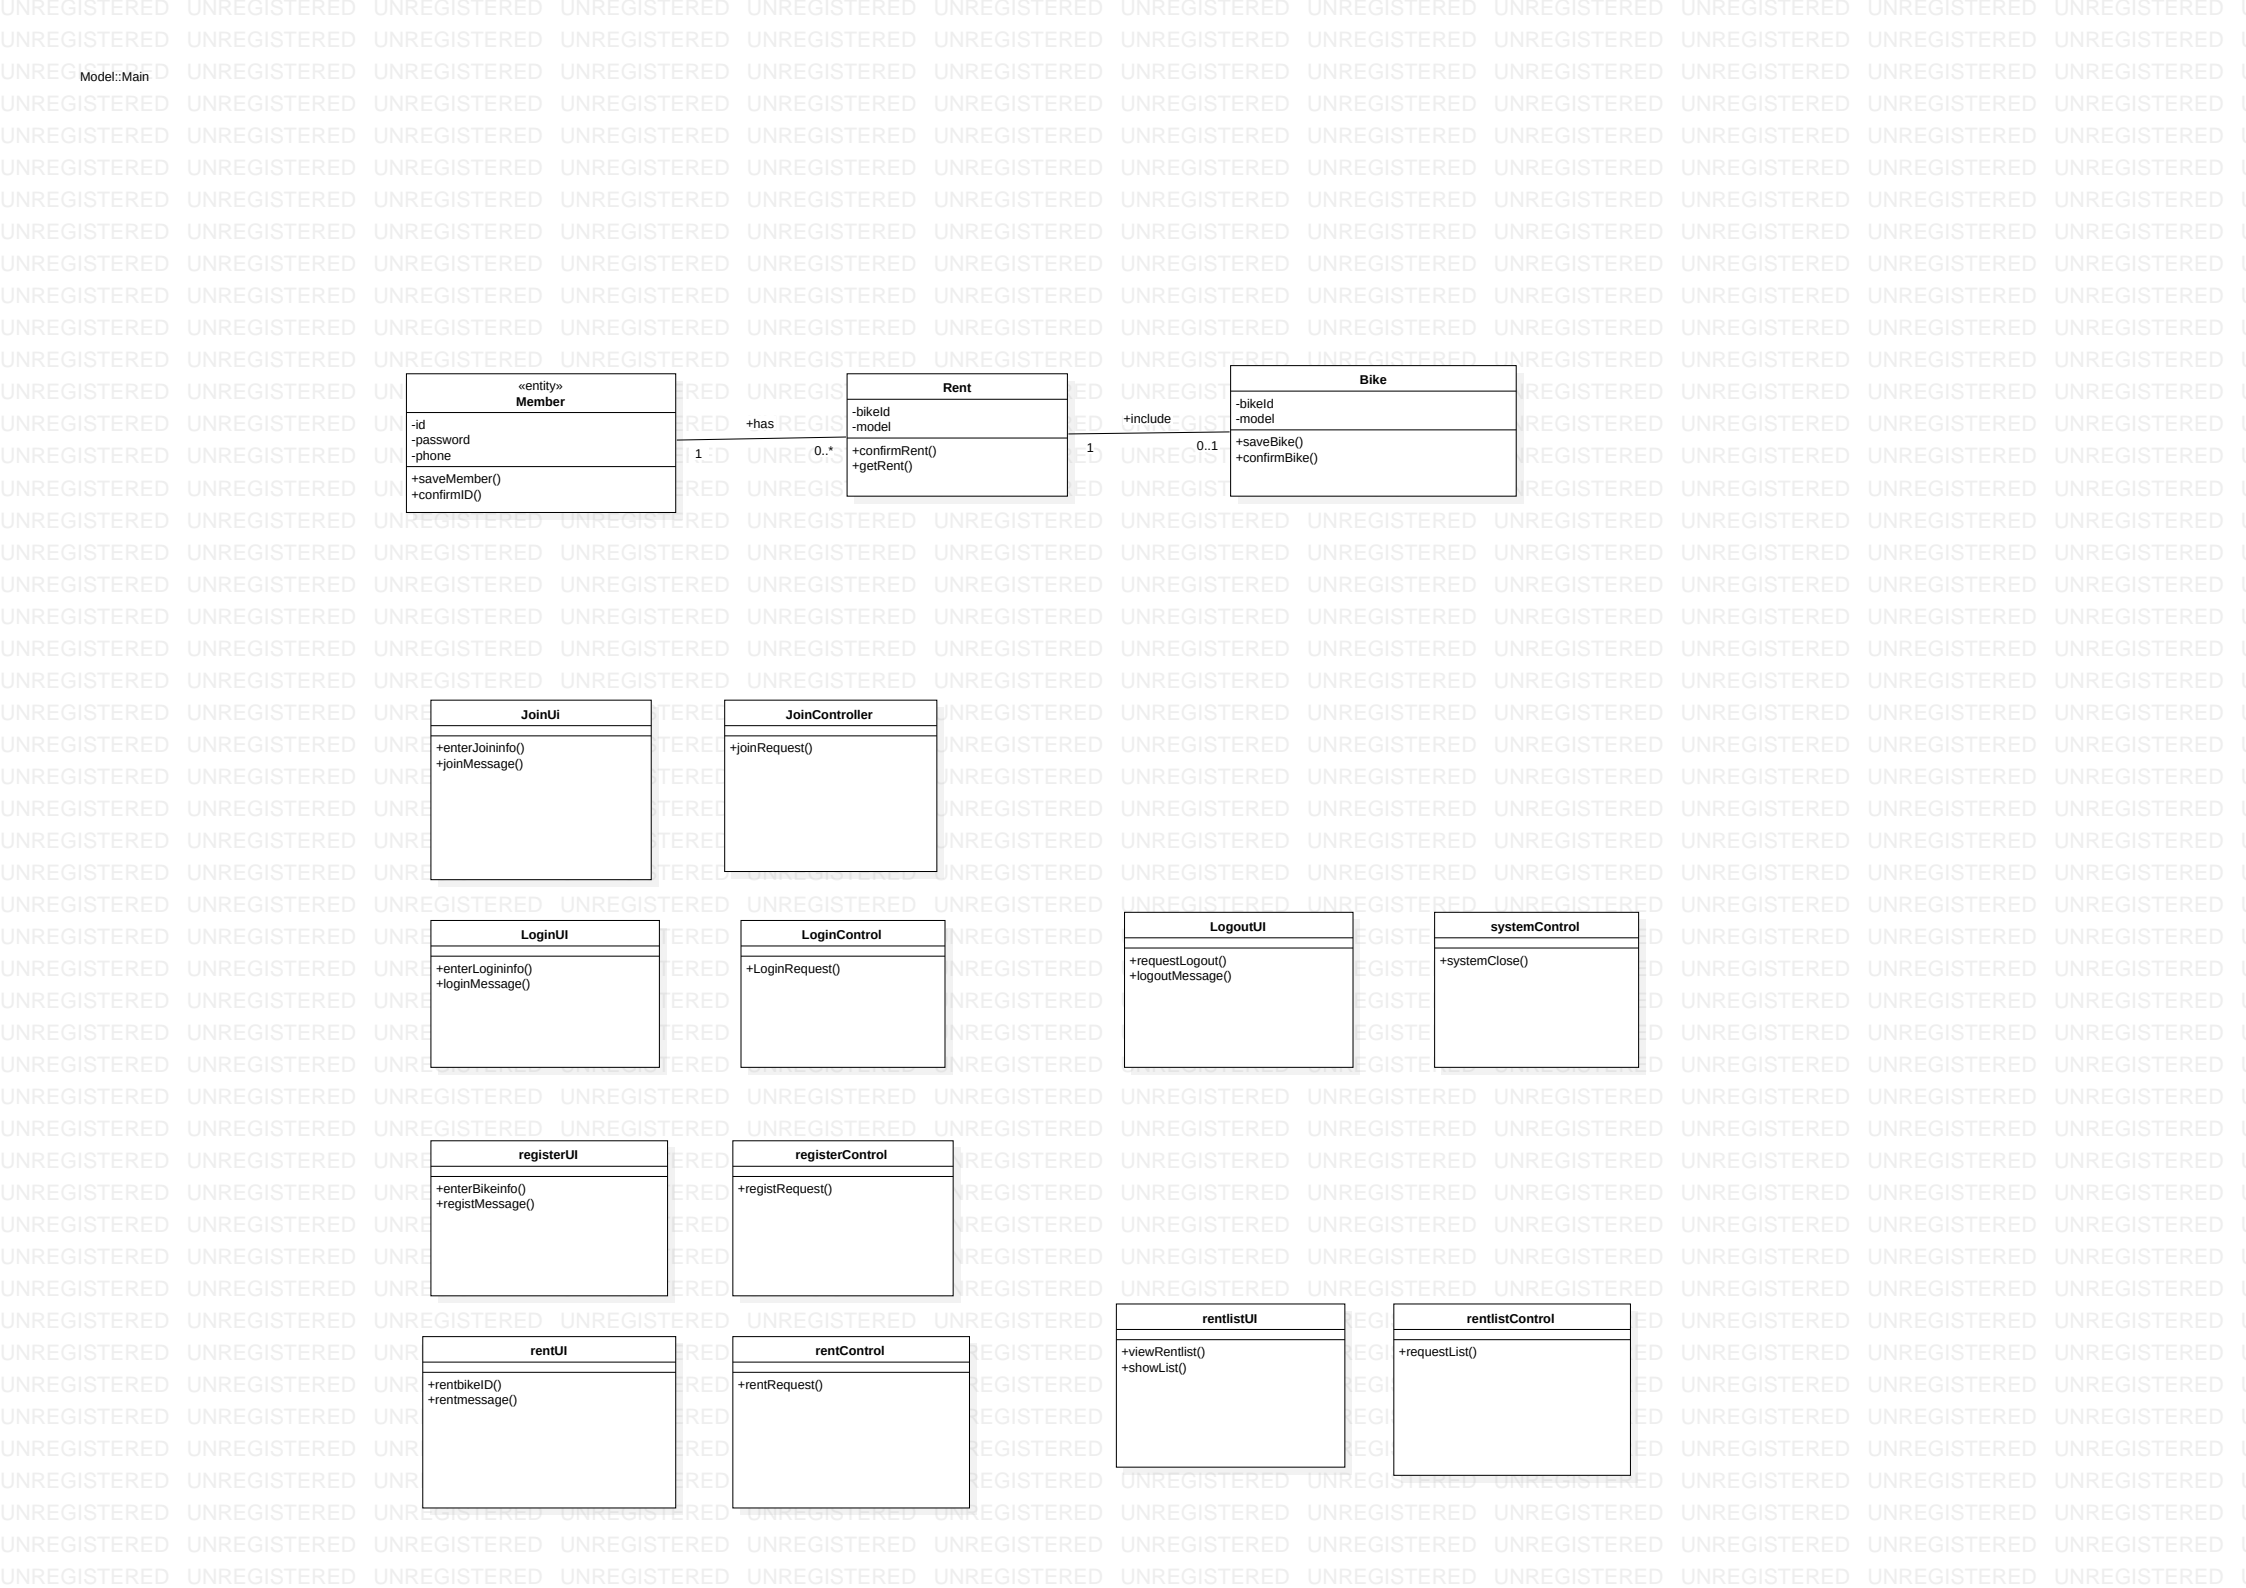 Model::Main
«entity»
Member
-id
-password
-phone
+saveMember()
+confirmID()
+has
1
0..*
Rent
-bikeId
-model
+confirmRent()
+getRent()
+include
1
0..1
Bike
-bikeId
-model
+saveBike()
+confirmBike()
JoinUi
+enterJoininfo()
+joinMessage()
JoinController
+joinRequest()
LoginUI
+enterLogininfo()
+loginMessage()
LoginControl
+LoginRequest()
LogoutUI
+requestLogout()
+logoutMessage()
systemControl
+systemClose()
registerUI
+enterBikeinfo()
+registMessage()
registerControl
+registRequest()
rentUI
+rentbikeID()
+rentmessage()
rentControl
+rentRequest()
rentlistUI
+viewRentlist()
+showList()
rentlistControl
+requestList()
UNREGISTERED